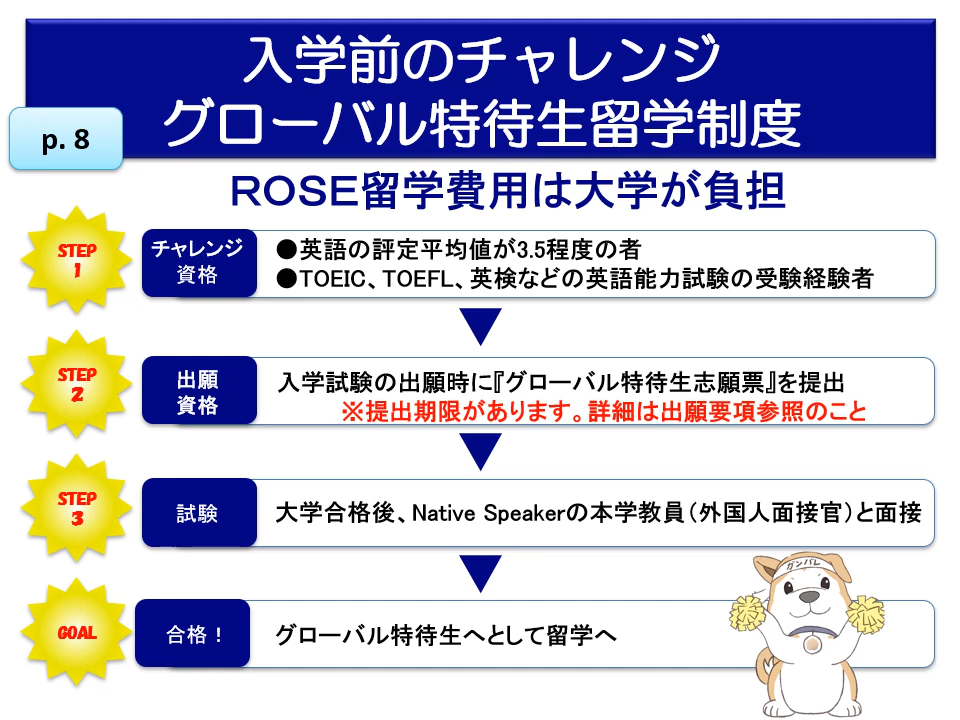 入学前のチャレンジ
グローバル特待生留学制度
p. 8
ROSE留学費用は大学が負担
STEP
1
チャレンジ
資格
●英語の評定平均値が3.5程度の者
●TOEIC、TOEFL、英検などの英語能力試験の受験経験者
STEP
2
出願
資格
入学試験の出願時に『グローバル特待生志願票』を提出
※提出期限があります。詳細は出願要項参照のこと
STEP
3
試験
大学合格後、Native Speakerの本学教員(外国人面接官)と面接
GOAL
合格！
グローバル特待生へとして留学へ
ガンバレ